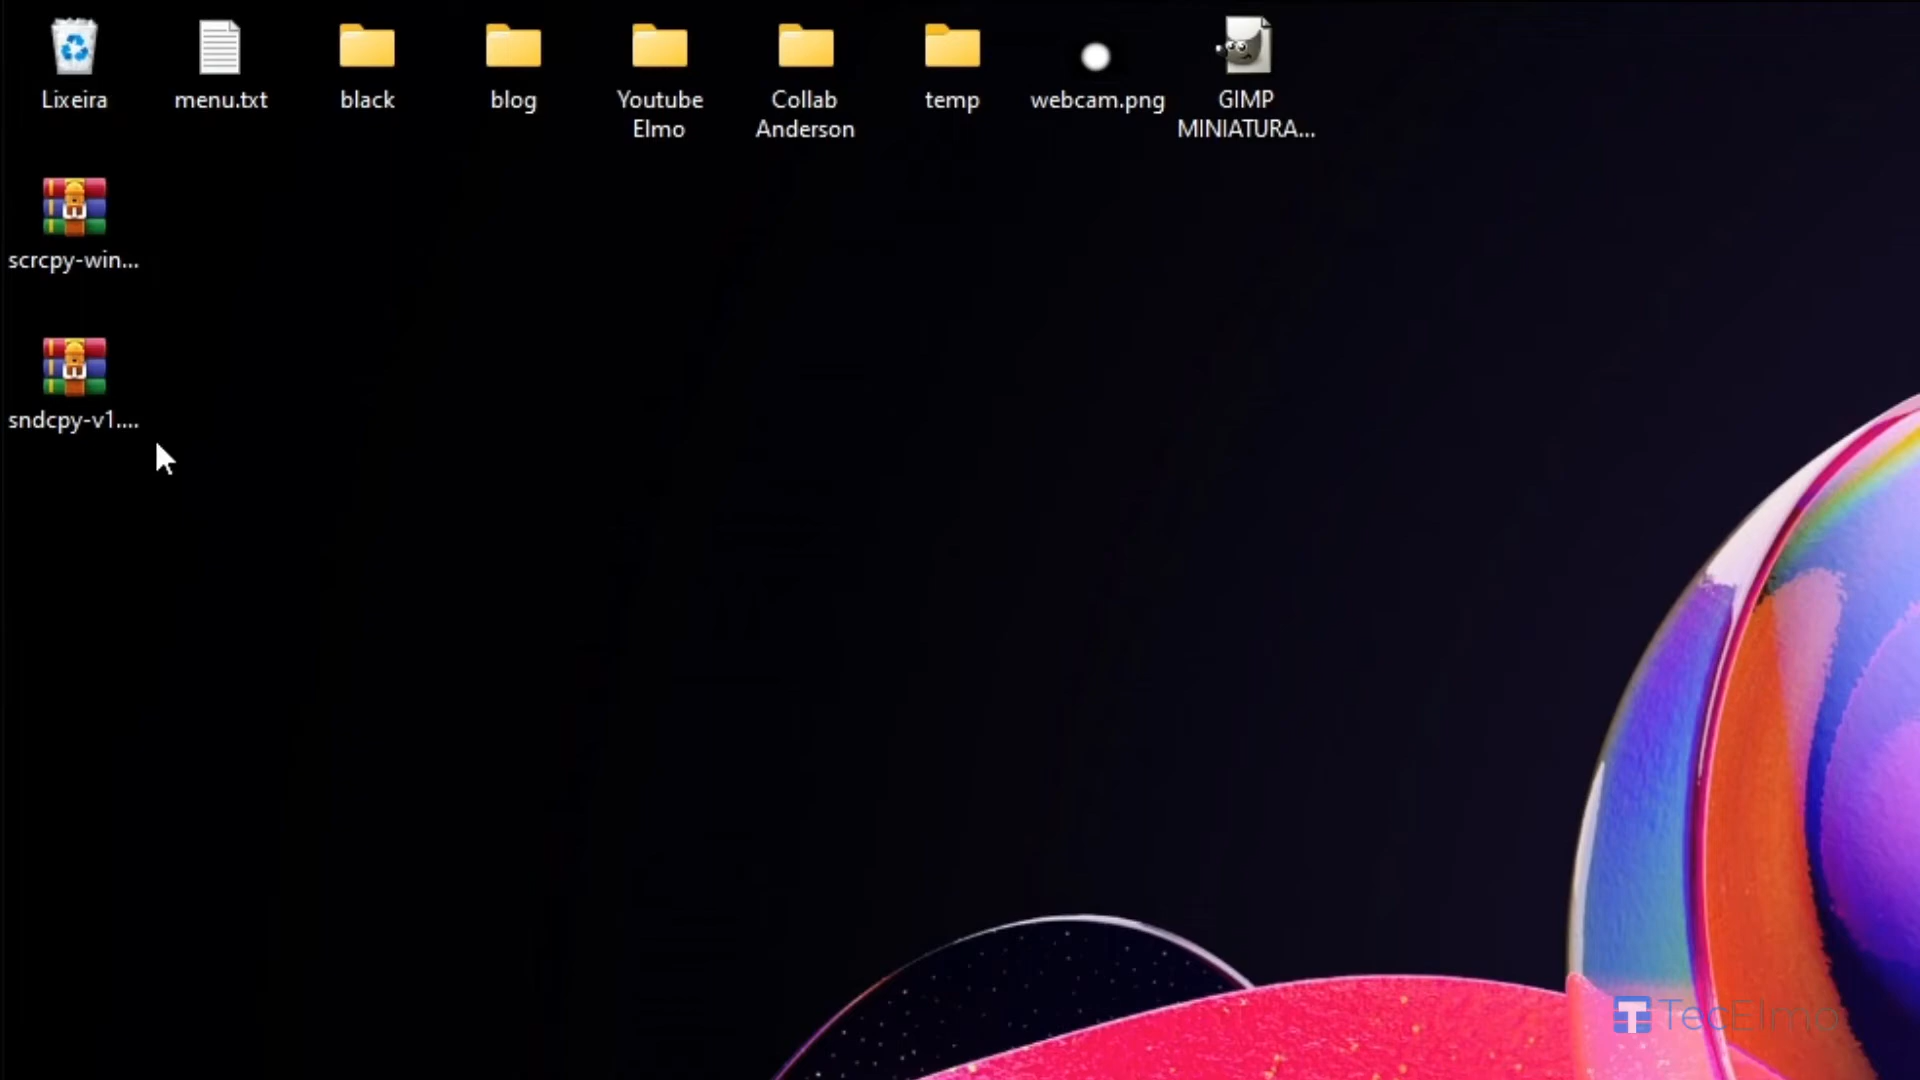 Lixeira
menu.txt
black
blog
Youtube
Elmo
Collab
Anderson
temp
webcam.png
GIMP
MINIATURA...
scrcpy-win...
sndcpy-v1....
TecElmo